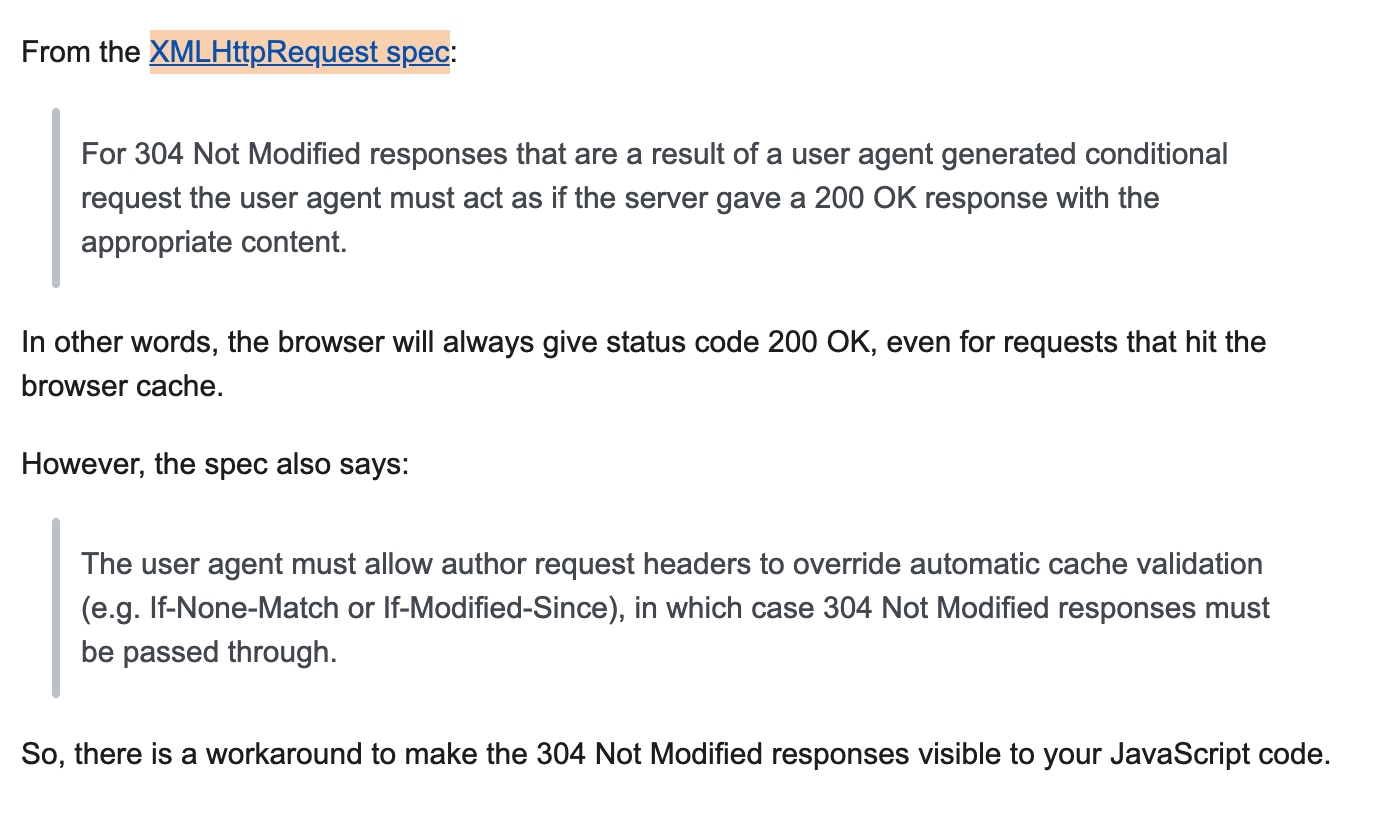 From the XMLHttpRequest spec:
For 304 Not Modified responses that are a result of a user agent generated conditional
request the user agent must act as if the server gave a 200 OK response with the
appropriate content.
In other words, the browser will always give status code 200 OK, even for requests that hit the
browser cache.
However, the spec also says:
The user agent must allow author request headers to override automatic cache validation
(e.g. If-None-Match or If-Modified-Since), in which case 304 Not Modified responses must
be passed through.
So, there is a workaround to make the 304 Not Modified responses visible to your JavaScript code.